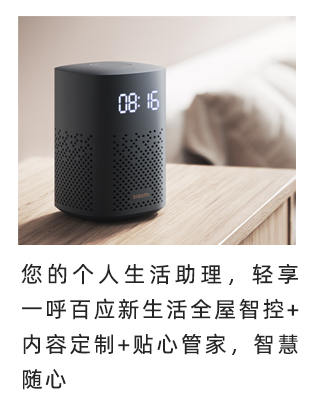 08:16
您的个人生活助理，轻享
一呼百应新生活全屋智控+
内容定制+贴心管家，智慧
随心